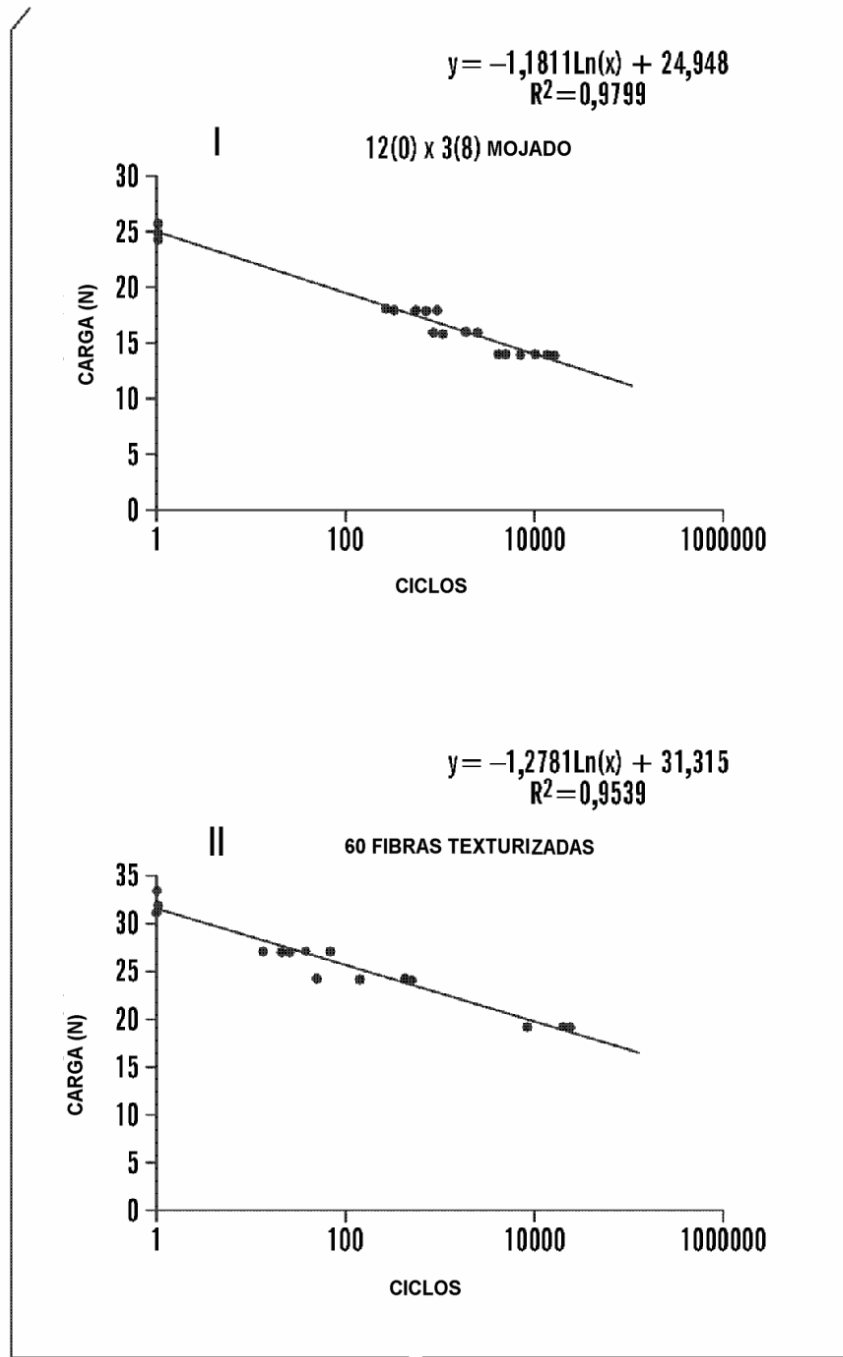 y = −1,1811Ln(x) + 24,948
R²=0,9799
I
12(0) x 3(8) MOJADO
30
25
20
15
10
5
0
CARGA (N)
1 100 10000 1000000
CICLOS
y = −1,2781Ln(x) + 31,315
R²=0,9539
II
60 FIBRAS TEXTURIZADAS
35
30
25
20
15
10
5
0
CARGA (N)
1 100 10000 1000000
CICLOS